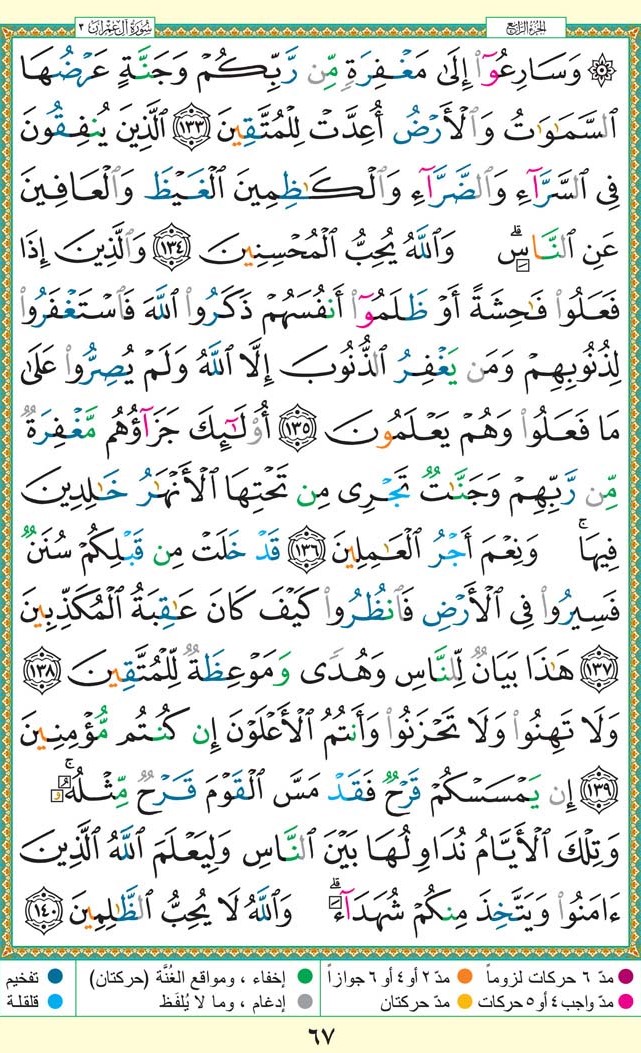 الجزء الرابع
سورة آل عمران ٣
۞ وَسَارِعُوٓا۟ إِلَىٰ مَغْفِرَةٍ مِّن رَّبِّكُمْ وَجَنَّةٍ عَرْضُهَا
ٱلسَّمَـٰوَٰتُ وَٱلْأَرْضُ أُعِدَّتْ لِلْمُتَّقِينَ ١٣٣ ٱلَّذِينَ يُنفِقُونَ
فِى ٱلسَّرَّآءِ وَٱلضَّرَّآءِ وَٱلْكَـٰظِمِينَ ٱلْغَيْظَ وَٱلْعَافِينَ
عَنِ ٱلنَّاسِ ۗ وَٱللَّهُ يُحِبُّ ٱلْمُحْسِنِينَ ١٣٤ وَٱلَّذِينَ إِذَا
فَعَلُوا۟ فَـٰحِشَةً أَوْ ظَلَمُوٓا۟ أَنفُسَهُمْ ذَكَرُوا۟ ٱللَّهَ فَٱسْتَغْفَرُوا۟
لِذُنُوبِهِمْ وَمَن يَغْفِرُ ٱلذُّنُوبَ إِلَّا ٱللَّهُ وَلَمْ يُصِرُّوا۟ عَلَىٰ
مَا فَعَلُوا۟ وَهُمْ يَعْلَمُونَ ١٣٥ أُو۟لَـٰٓئِكَ جَزَآؤُهُم مَّغْفِرَةٌ
مِّن رَّبِّهِمْ وَجَنَّـٰتٌ تَجْرِى مِن تَحْتِهَا ٱلْأَنْهَـٰرُ خَـٰلِدِينَ
فِيهَا ۚ وَنِعْمَ أَجْرُ ٱلْعَـٰمِلِينَ ١٣٦ قَدْ خَلَتْ مِن قَبْلِكُمْ سُنَنٌ
فَسِيرُوا۟ فِى ٱلْأَرْضِ فَٱنظُرُوا۟ كَيْفَ كَانَ عَـٰقِبَةُ ٱلْمُكَذِّبِينَ
١٣٧ هَـٰذَا بَيَانٌ لِّلنَّاسِ وَهُدًى وَمَوْعِظَةٌ لِّلْمُتَّقِينَ ١٣٨
وَلَا تَهِنُوا۟ وَلَا تَحْزَنُوا۟ وَأَنتُمُ ٱلْأَعْلَوْنَ إِن كُنتُم مُّؤْمِنِينَ
١٣٩ إِن يَمْسَسْكُمْ قَرْحٌ فَقَدْ مَسَّ ٱلْقَوْمَ قَرْحٌ مِّثْلُهُۥ ۚ
وَتِلْكَ ٱلْأَيَّامُ نُدَاوِلُهَا بَيْنَ ٱلنَّاسِ وَلِيَعْلَمَ ٱللَّهُ ٱلَّذِينَ
ءَامَنُوا۟ وَيَتَّخِذَ مِنكُمْ شُهَدَآءَ ۗ وَٱللَّهُ لَا يُحِبُّ ٱلظَّـٰلِمِينَ ١٤٠
مدّ ٦ حركات لزوماً مدّ ٢ أو ٤ أو ٦ جوازاً إخفاء ، ومواقع الغُنَّة (حركتان) تفخيم
مدّ واجب ٤ أو ٥ حركات مدّ حركتان إدغام ، وما لا يُلفَظ قلقلة
٦٧